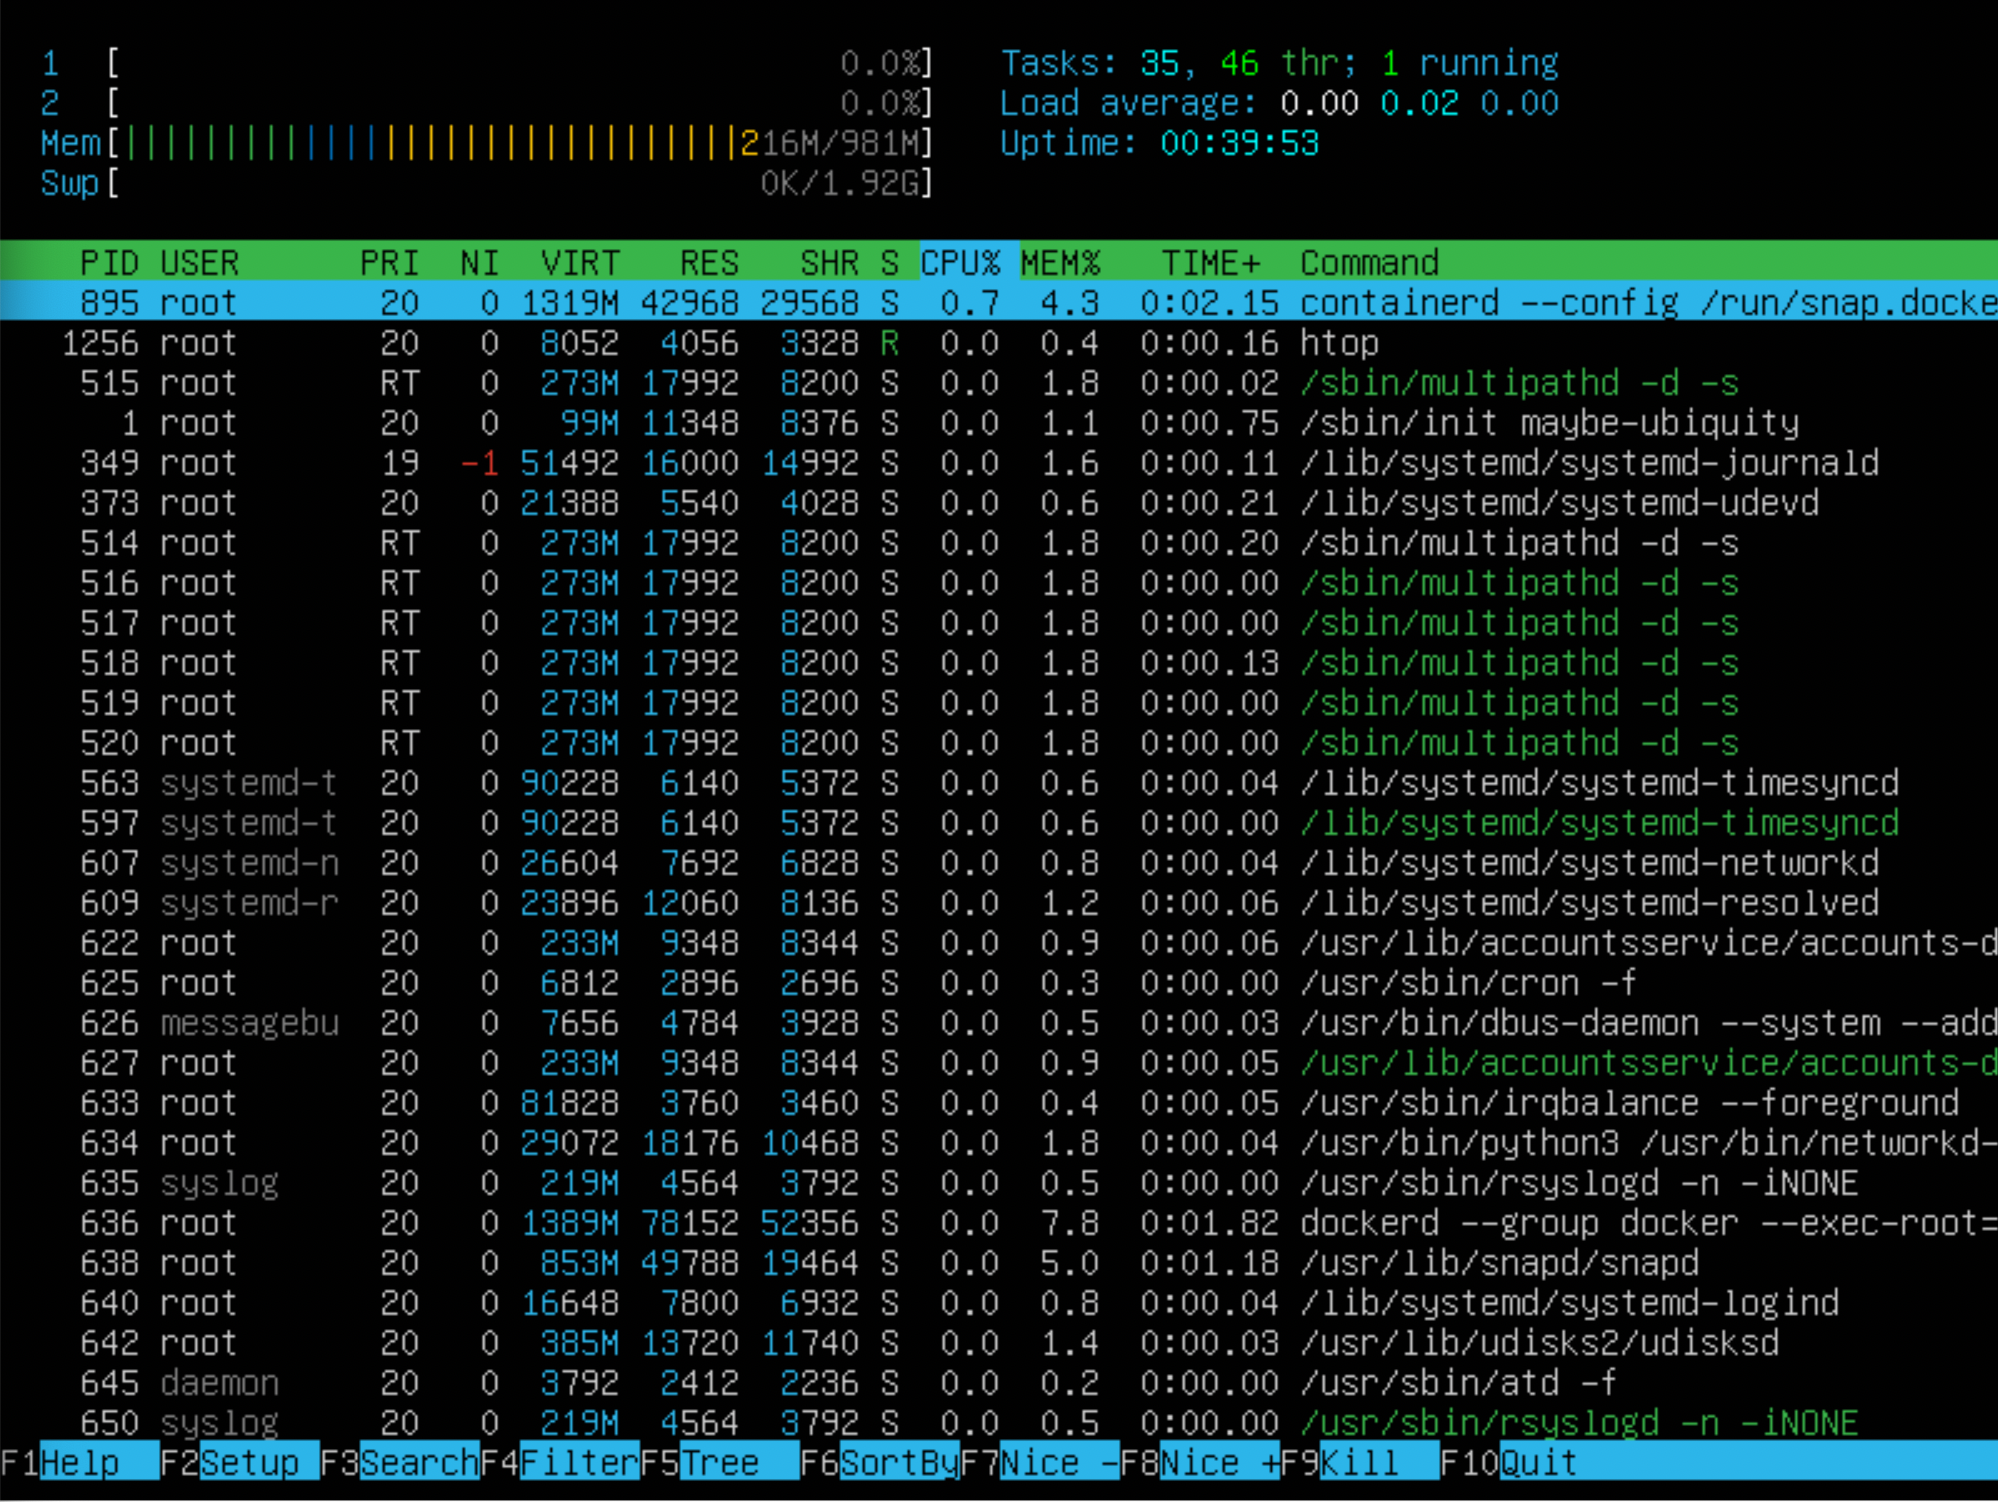 1 [ 0.0%] Tasks: 35, 46 thr; 1 running
2 [ 0.0%] Load average: 0.00 0.02 0.00
Mem[|||||||||||||||||||||||||||||||216M/981M] Uptime: 00:39:53
Swp[ 0K/1.92G]
PID USER PRI NI VIRT RES SHR S CPU% MEM% TIME+ Command
895 root 20 0 1319M 42968 29568 S 0.7 4.3 0:02.15 containerd --config /run/snap.docke
1256 root 20 0 8052 4056 3328 R 0.0 0.4 0:00.16 htop
515 root RT 0 273M 17992 8200 S 0.0 1.8 0:00.02 /sbin/multipathd -d -s
1 root 20 0 99M 11348 8376 S 0.0 1.1 0:00.75 /sbin/init maybe-ubiquity
349 root 19 -1 51492 16000 14992 S 0.0 1.6 0:00.11 /lib/systemd/systemd-journald
373 root 20 0 21388 5540 4028 S 0.0 0.6 0:00.21 /lib/systemd/systemd-udevd
514 root RT 0 273M 17992 8200 S 0.0 1.8 0:00.20 /sbin/multipathd -d -s
516 root RT 0 273M 17992 8200 S 0.0 1.8 0:00.00 /sbin/multipathd -d -s
517 root RT 0 273M 17992 8200 S 0.0 1.8 0:00.00 /sbin/multipathd -d -s
518 root RT 0 273M 17992 8200 S 0.0 1.8 0:00.13 /sbin/multipathd -d -s
519 root RT 0 273M 17992 8200 S 0.0 1.8 0:00.00 /sbin/multipathd -d -s
520 root RT 0 273M 17992 8200 S 0.0 1.8 0:00.00 /sbin/multipathd -d -s
563 systemd-t 20 0 90228 6140 5372 S 0.0 0.6 0:00.04 /lib/systemd/systemd-timesyncd
597 systemd-t 20 0 90228 6140 5372 S 0.0 0.6 0:00.00 /lib/systemd/systemd-timesyncd
607 systemd-n 20 0 26604 7692 6828 S 0.0 0.8 0:00.04 /lib/systemd/systemd-networkd
609 systemd-r 20 0 23896 12060 8136 S 0.0 1.2 0:00.06 /lib/systemd/systemd-resolved
622 root 20 0 233M 9348 8344 S 0.0 0.9 0:00.06 /usr/lib/accountsservice/accounts-d
625 root 20 0 6812 2896 2696 S 0.0 0.3 0:00.00 /usr/sbin/cron -f
626 messagebu 20 0 7656 4784 3928 S 0.0 0.5 0:00.03 /usr/bin/dbus-daemon --system --add
627 root 20 0 233M 9348 8344 S 0.0 0.9 0:00.05 /usr/lib/accountsservice/accounts-d
633 root 20 0 81828 3760 3460 S 0.0 0.4 0:00.05 /usr/sbin/irqbalance --foreground
634 root 20 0 29072 18176 10468 S 0.0 1.8 0:00.04 /usr/bin/python3 /usr/bin/networkd-
635 syslog 20 0 219M 4564 3792 S 0.0 0.5 0:00.00 /usr/sbin/rsyslogd -n -iNONE
636 root 20 0 1389M 78152 52356 S 0.0 7.8 0:01.82 dockerd --group docker --exec-root=
638 root 20 0 853M 49788 19464 S 0.0 5.0 0:01.18 /usr/lib/snapd/snapd
640 root 20 0 16648 7800 6932 S 0.0 0.8 0:00.04 /lib/systemd/systemd-logind
642 root 20 0 385M 13720 11740 S 0.0 1.4 0:00.03 /usr/lib/udisks2/udisksd
645 daemon 20 0 3792 2412 2236 S 0.0 0.2 0:00.00 /usr/sbin/atd -f
650 syslog 20 0 219M 4564 3792 S 0.0 0.5 0:00.00 /usr/sbin/rsyslogd -n -iNONE
F1Help F2Setup F3SearchF4FilterF5Tree F6SortByF7Nice -F8Nice +F9Kill F10Quit